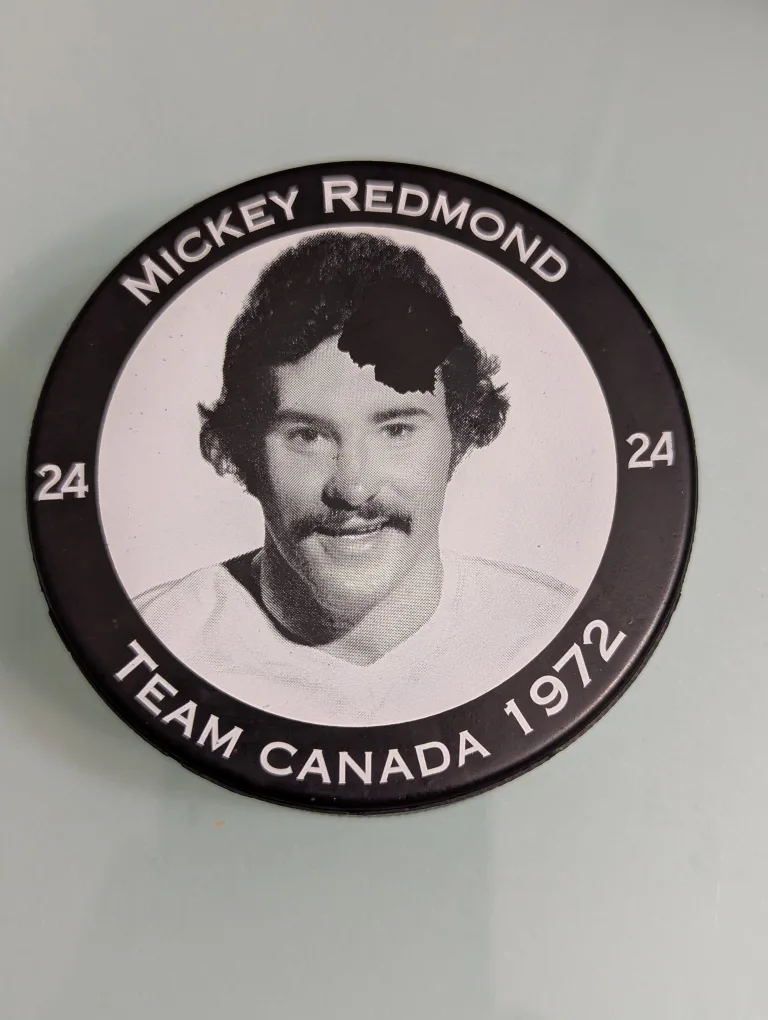 MICKEY REDMOND
24
24
TEAM CANADA 1972